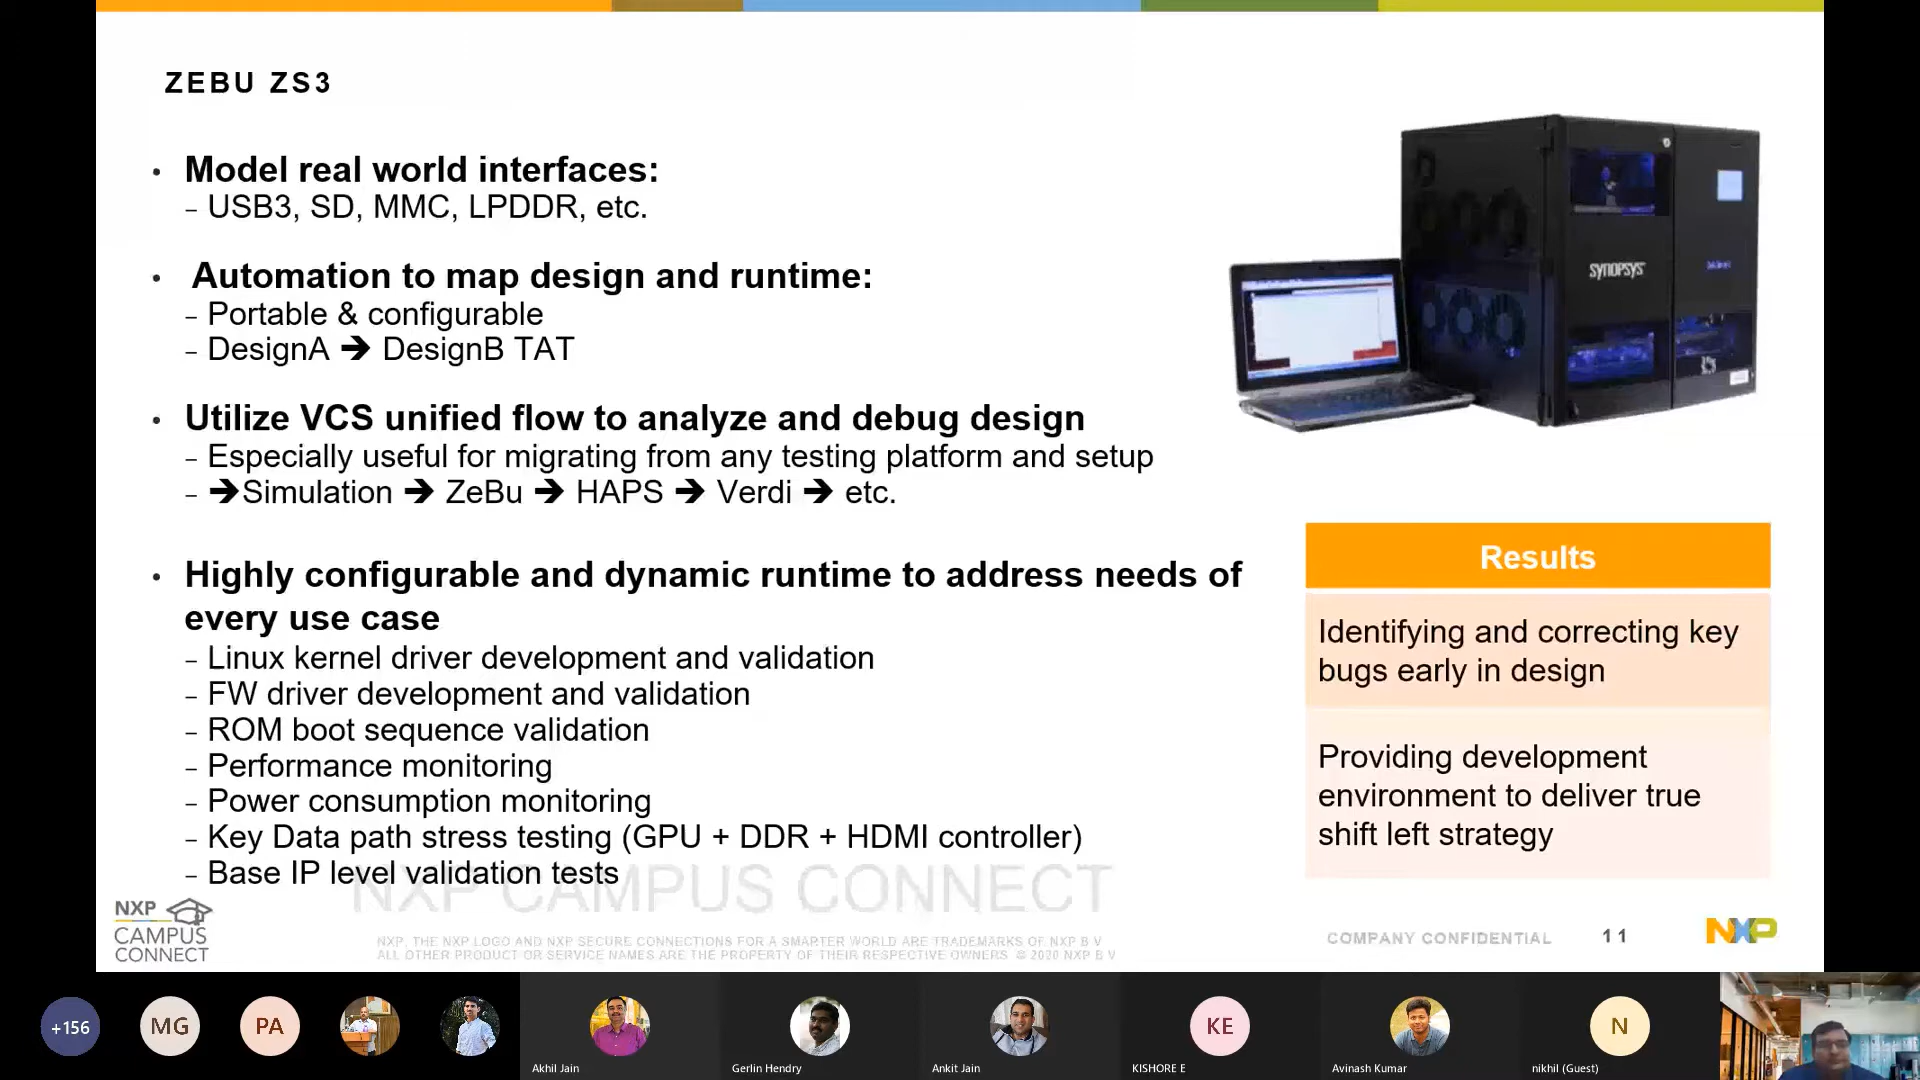 ZEBU ZS3
• Model real world interfaces:
– USB3, SD, MMC, LPDDR, etc.
• Automation to map design and runtime:
– Portable & configurable
– DesignA ➔ DesignB TAT
• Utilize VCS unified flow to analyze and debug design
– Especially useful for migrating from any testing platform and setup
– ➔Simulation ➔ ZeBu ➔ HAPS ➔ Verdi ➔ etc.
• Highly configurable and dynamic runtime to address needs of
every use case
– Linux kernel driver development and validation
– FW driver development and validation
– ROM boot sequence validation
– Performance monitoring
– Power consumption monitoring
– Key Data path stress testing (GPU + DDR + HDMI controller)
– Base IP level validation tests
SYNOPSYS
Results
Identifying and correcting key
bugs early in design
Providing development
environment to deliver true
shift left strategy
NXP CAMPUS CONNECT
NXP
CAMPUS
CONNECT
NXP, THE NXP LOGO AND NXP SECURE CONNECTIONS FOR A SMARTER WORLD ARE TRADEMARKS OF NXP B V
ALL OTHER PRODUCT OR SERVICE NAMES ARE THE PROPERTY OF THEIR RESPECTIVE OWNERS © 2020 NXP B V
COMPANY CONFIDENTIAL
11
NXP
+156
MG
PA
KE
N
Akhil Jain
Gerlin Hendry
Ankit Jain
KISHORE E
Avinash Kumar
nikhil (Guest)